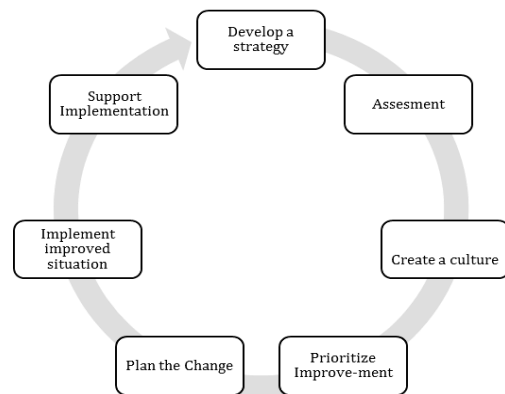 Develop a
strategy
Assesment
Create a culture
Prioritize
Improve-ment
Plan the Change
Implement
improved
situation
Support
Implementation